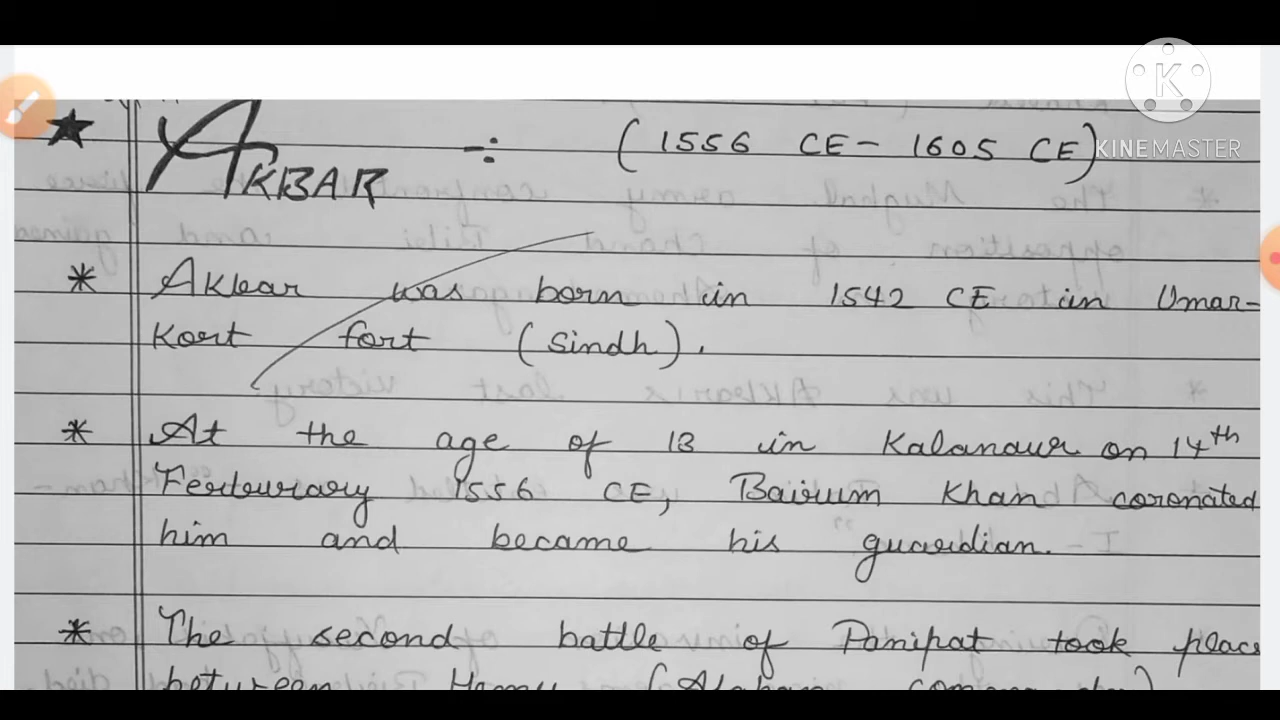 KINEMASTER
★ AKBAR ÷ (1556 CE - 1605 CE)
* Akbar was born in 1542 CE in Umar-
Kort fort (Sindh).
* At the age of 13 in Kalanaur on 14th
Ferburary 1556 CE, Bairum Khan coronated
him and became his guardian.
* The second battle of Panipat took place
between Hemu